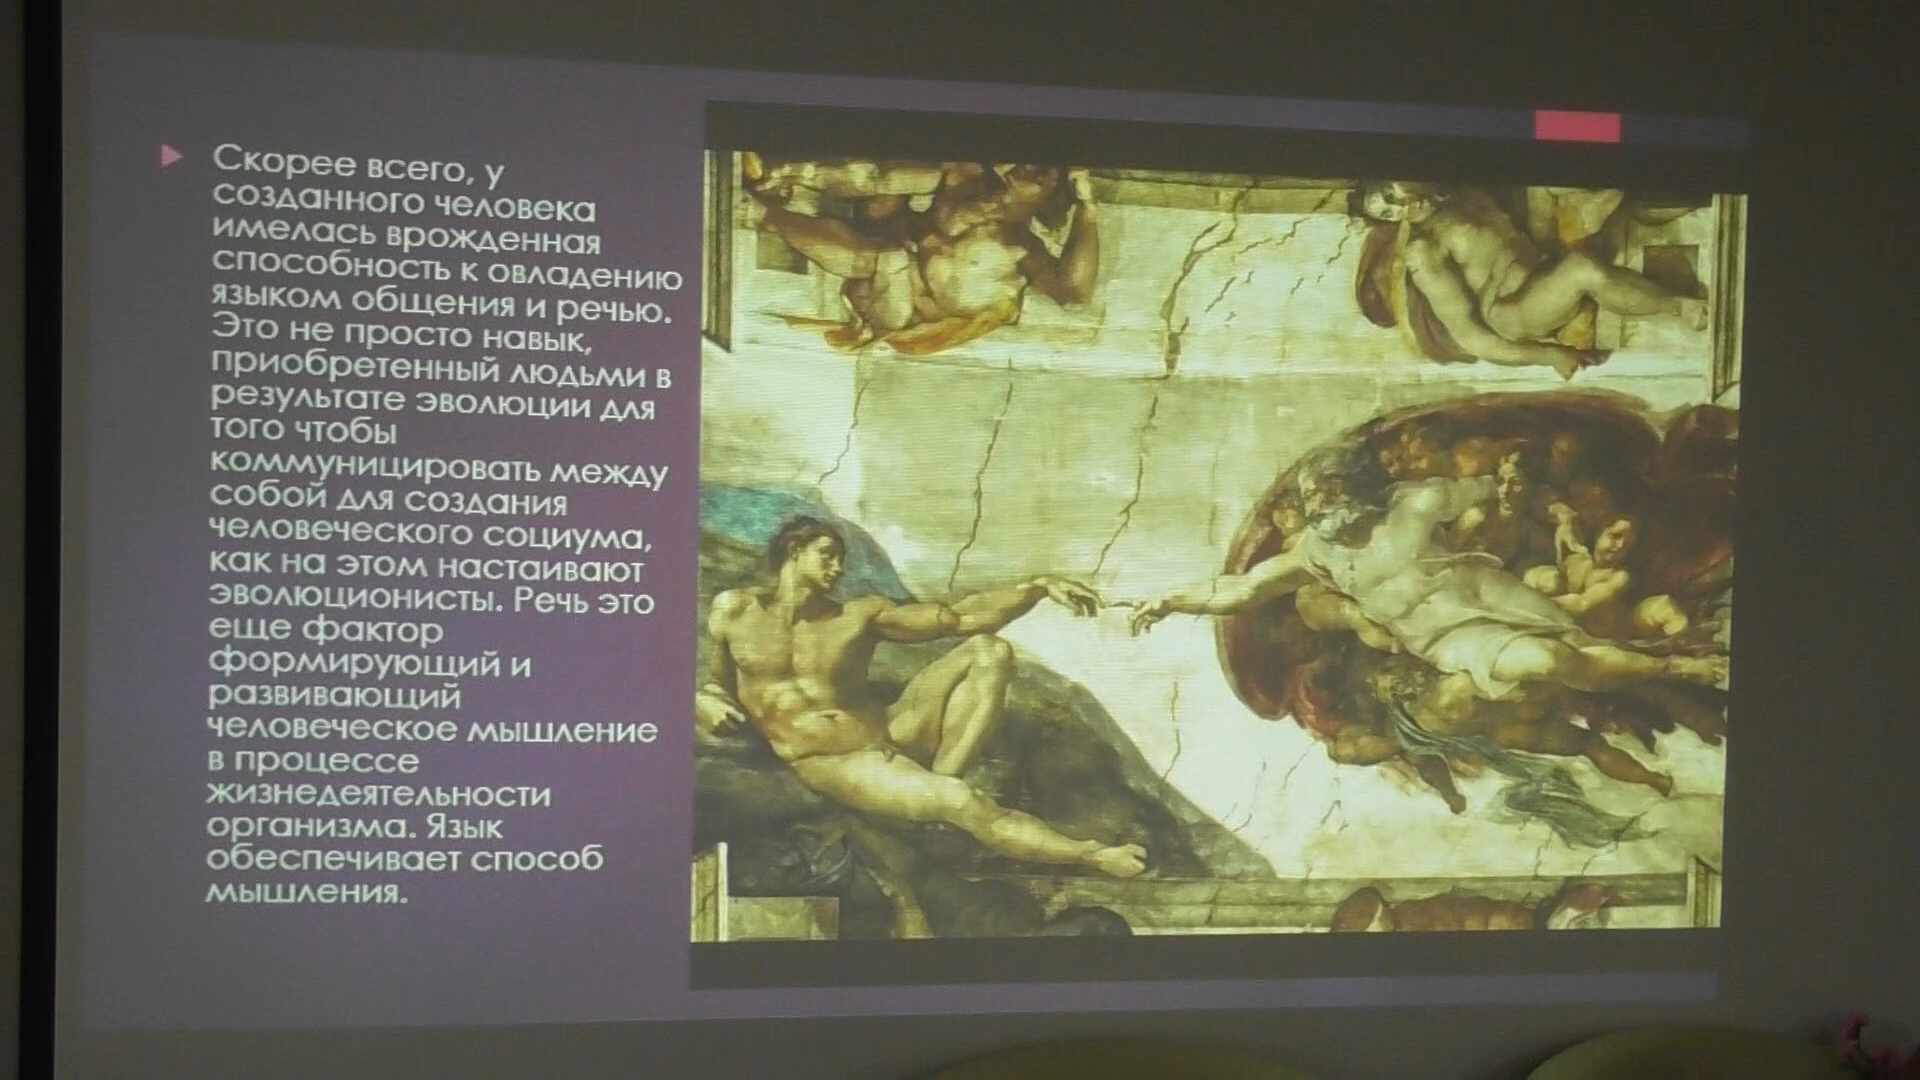 Скорее всего, у
созданного человека
имелась врожденная
способность к овладению
языком общения и речью.
Это не просто навык,
приобретенный людьми в
результате эволюции для
того чтобы
коммуницировать между
собой для создания
человеческого социума,
как на этом настаивают
эволюционисты. Речь это
еще фактор
формирующий и
развивающий
человеческое мышление
в процессе
жизнедеятельности
организма. Язык
обеспечивает способ
мышления.